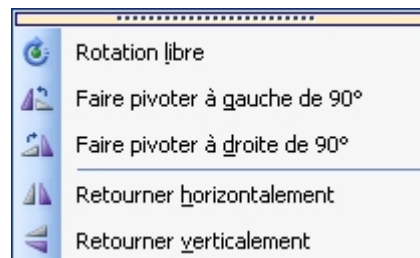 Rotation libre
Faire pivoter à gauche de 90°
Faire pivoter à droite de 90°
Retourner horizontalement
Retourner verticalement